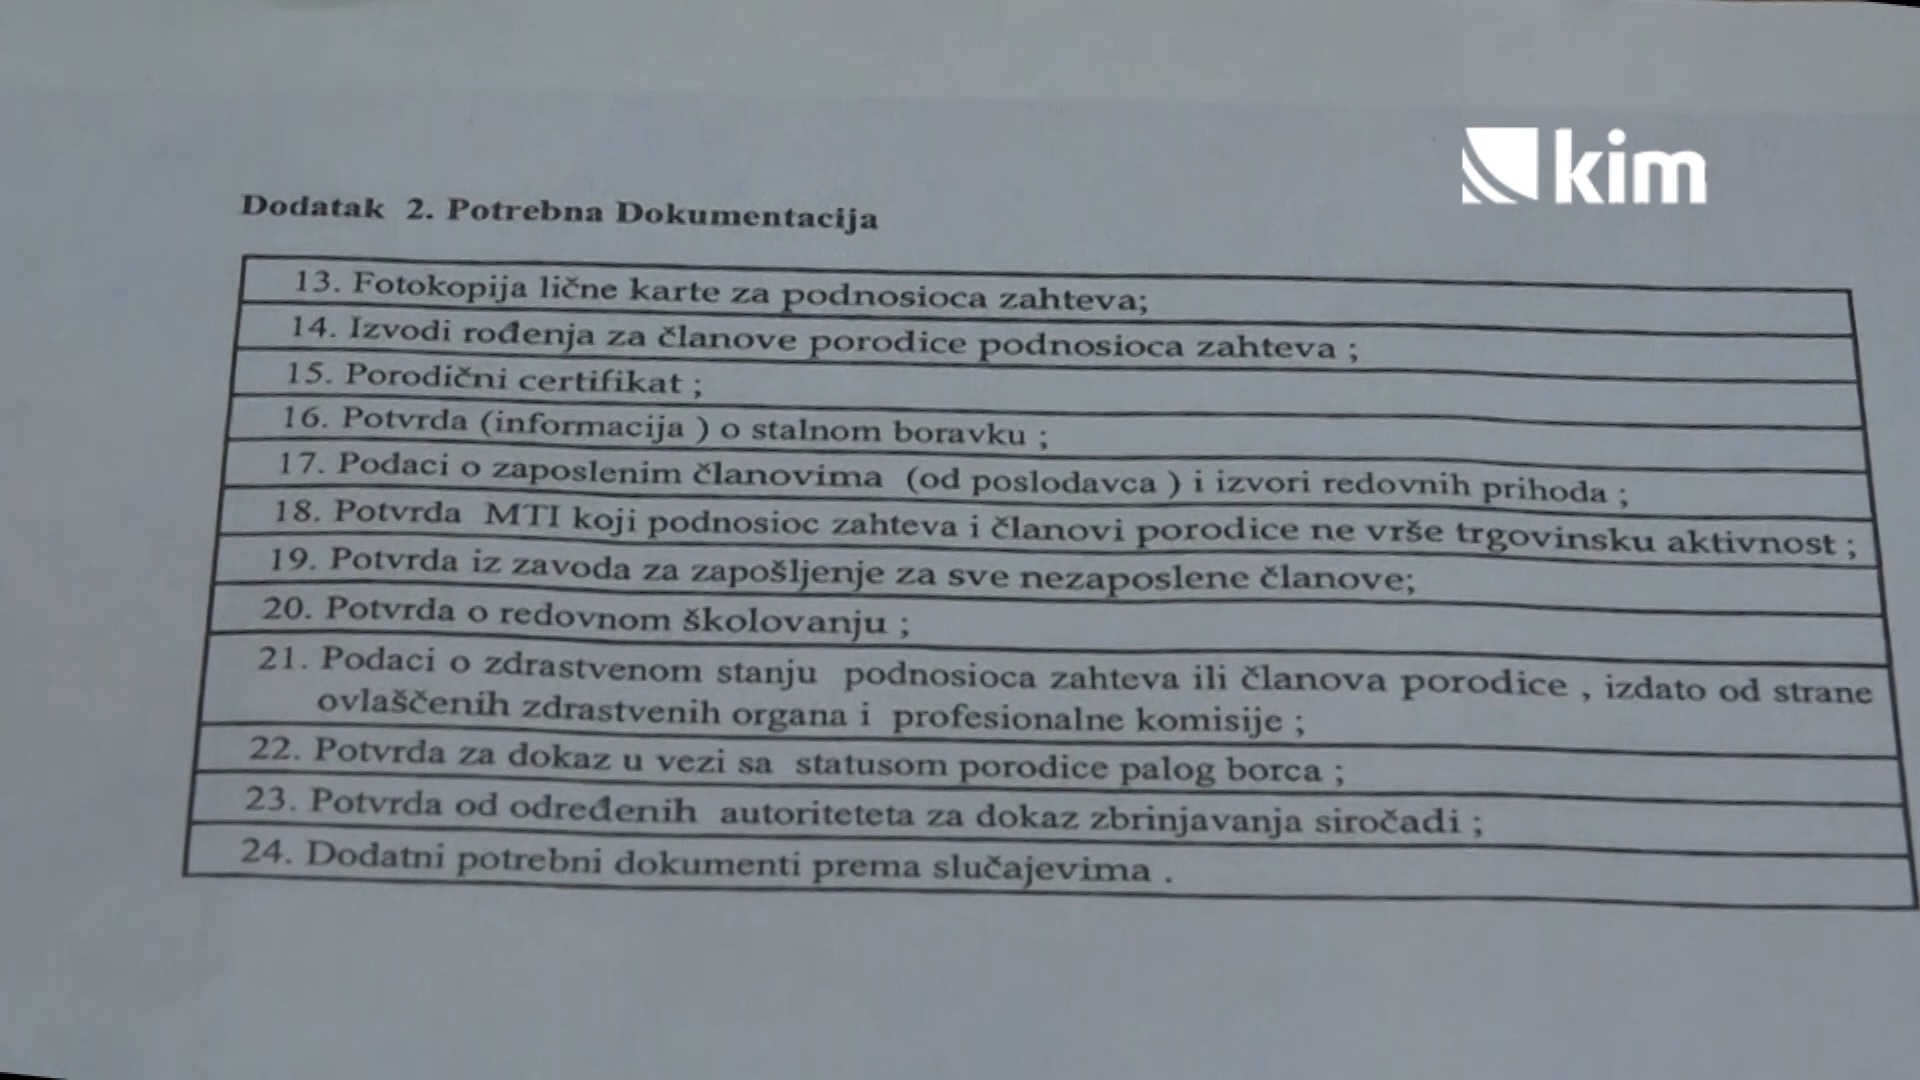 kim
Dodatak 2. Potrebna Dokumentacija
13. Fotokopija lične karte za podnosioca zahteva;
14. Izvodi rođenja za članove porodice podnosioca zahteva ;
15. Porodični certifikat ;
16. Potvrda (informacija ) o stalnom boravku ;
17. Podaci o zaposlenim članovima (od poslodavca ) i izvori redovnih prihoda ;
18. Potvrda MTI koji podnosioc zahteva i članovi porodice ne vrše trgovinsku aktivnost ;
19. Potvrda iz zavoda za zapošljenje za sve nezaposlene članove;
20. Potvrda o redovnom školovanju ;
21. Podaci o zdrastvenom stanju podnosioca zahteva ili članova porodice , izdato od strane
ovlaščenih zdrastvenih organa i profesionalne komisije ;
22. Potvrda za dokaz u vezi sa statusom porodice palog borca ;
23. Potvrda od određenih autoriteteta za dokaz zbrinjavanja siročadi ;
24. Dodatni potrebni dokumenti prema slučajevima .